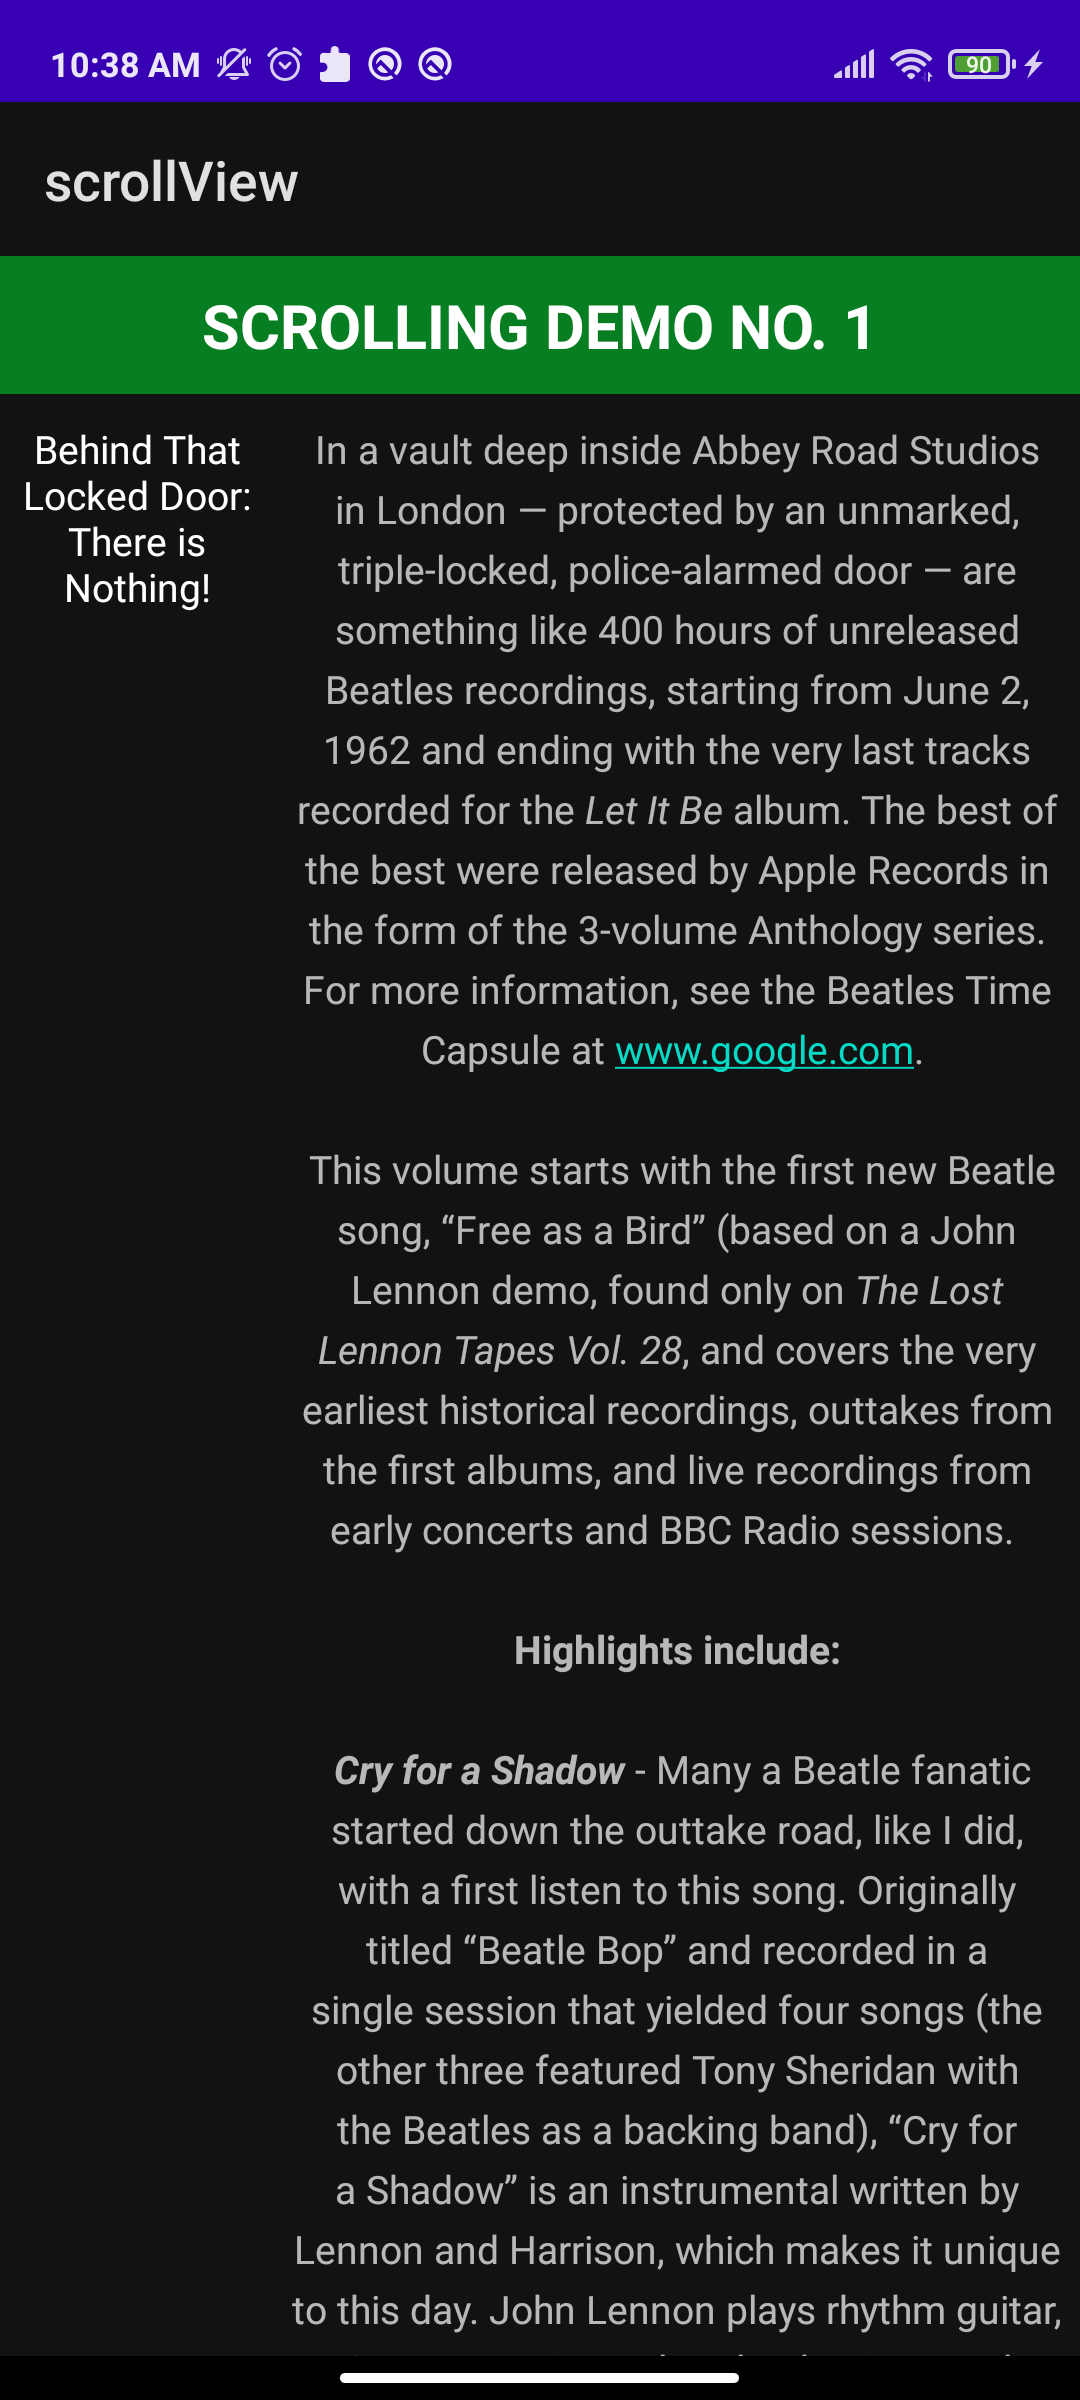 10:38 AM
90
scrollView
SCROLLING DEMO NO. 1
Behind That
Locked Door:
There is
Nothing!
In a vault deep inside Abbey Road Studios
in London — protected by an unmarked,
triple-locked, police-alarmed door — are
something like 400 hours of unreleased
Beatles recordings, starting from June 2,
1962 and ending with the very last tracks
recorded for the Let It Be album. The best of
the best were released by Apple Records in
the form of the 3-volume Anthology series.
For more information, see the Beatles Time
Capsule at www.google.com.
This volume starts with the first new Beatle
song, “Free as a Bird” (based on a John
Lennon demo, found only on The Lost
Lennon Tapes Vol. 28, and covers the very
earliest historical recordings, outtakes from
the first albums, and live recordings from
early concerts and BBC Radio sessions.
Highlights include:
Cry for a Shadow - Many a Beatle fanatic
started down the outtake road, like I did,
with a first listen to this song. Originally
titled “Beatle Bop” and recorded in a
single session that yielded four songs (the
other three featured Tony Sheridan with
the Beatles as a backing band), “Cry for
a Shadow” is an instrumental written by
Lennon and Harrison, which makes it unique
to this day. John Lennon plays rhythm guitar,